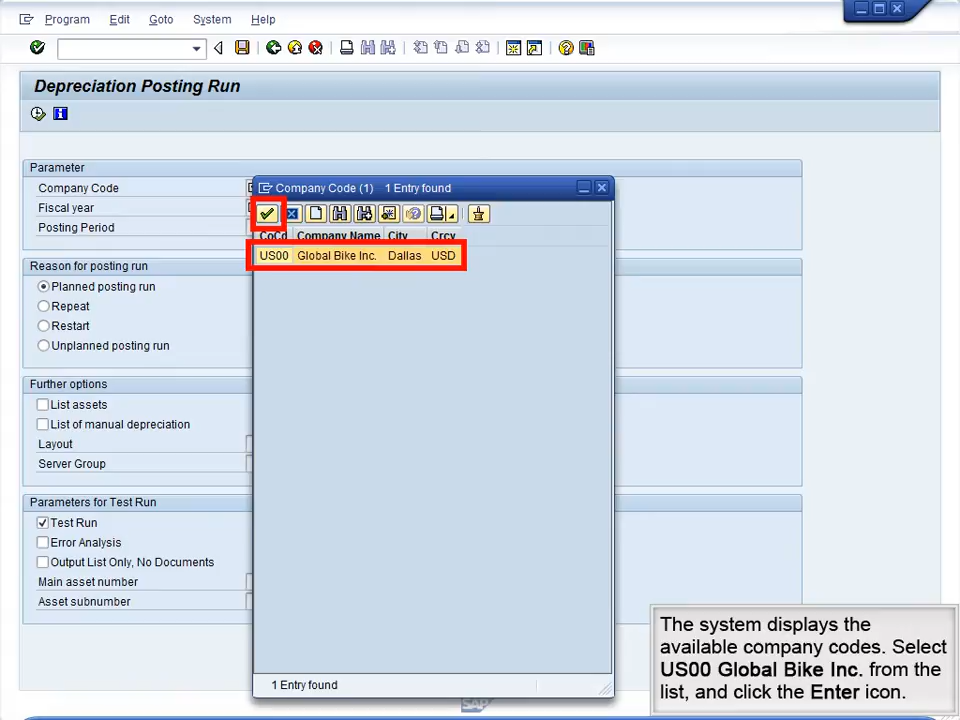 Program Edit Goto System Help
Depreciation Posting Run
Parameter
Company Code
Fiscal year
Posting Period
Company Code (1) 1 Entry found
CoCd Company Name City Crcy
US00 Global Bike Inc. Dallas USD
Reason for posting run
Planned posting run
Repeat
Restart
Unplanned posting run
Further options
List assets
List of manual depreciation
Layout
Server Group
Parameters for Test Run
Test Run
Error Analysis
Output List Only, No Documents
Main asset number
Asset subnumber
1 Entry found
The system displays the
available company codes. Select
US00 Global Bike Inc. from the
list, and click the Enter icon.
SAP